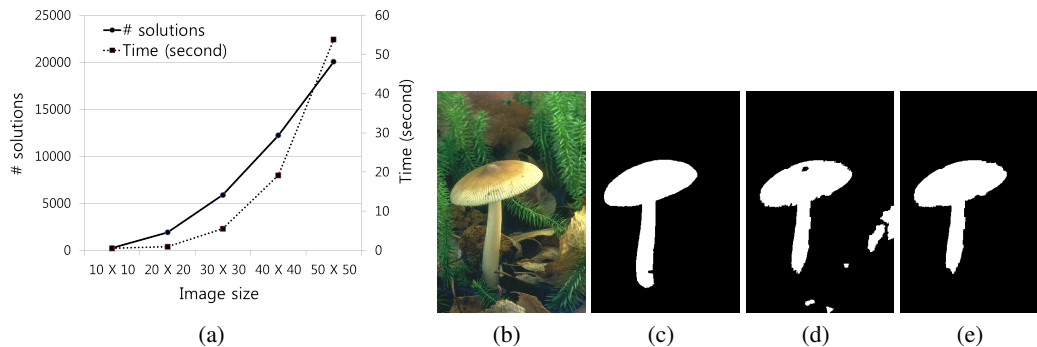 25000
20000
15000
10000
5000
0
# solutions
# solutions
Time (second)
60
50
40
30
20
10
0
Time (second)
10 X 10 20 X 20 30 X 30 40 X 40 50 X 50
Image size
(a) (b) (c) (d) (e)